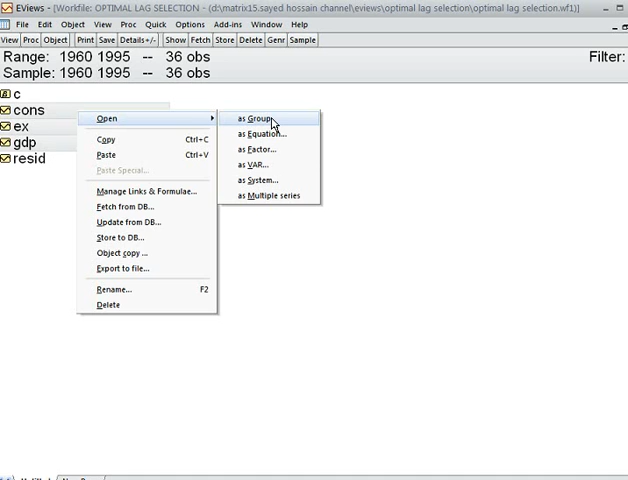 EViews - [Workfile: OPTIMAL LAG SELECTION - (d:\matrix15.sayed hossain channel\eviews\optimal lag selection\optimal lag selection.wf1)]
File Edit Object View Proc Quick Options Add-ins Window Help
View Proc Object Print Save Details+/- Show Fetch Store Delete Genr Sample
Range: 1960 1995 -- 36 obs Filter:
Sample: 1960 1995 -- 36 obs
c
cons
ex
gdp
resid
Open
Copy Ctrl+C
Paste Ctrl+V
Paste Special...
Manage Links & Formulae...
Fetch from DB...
Update from DB...
Store to DB...
Object copy ...
Export to file...
Rename... F2
Delete
as Group
as Equation...
as Factor...
as VAR...
as System...
as Multiple series